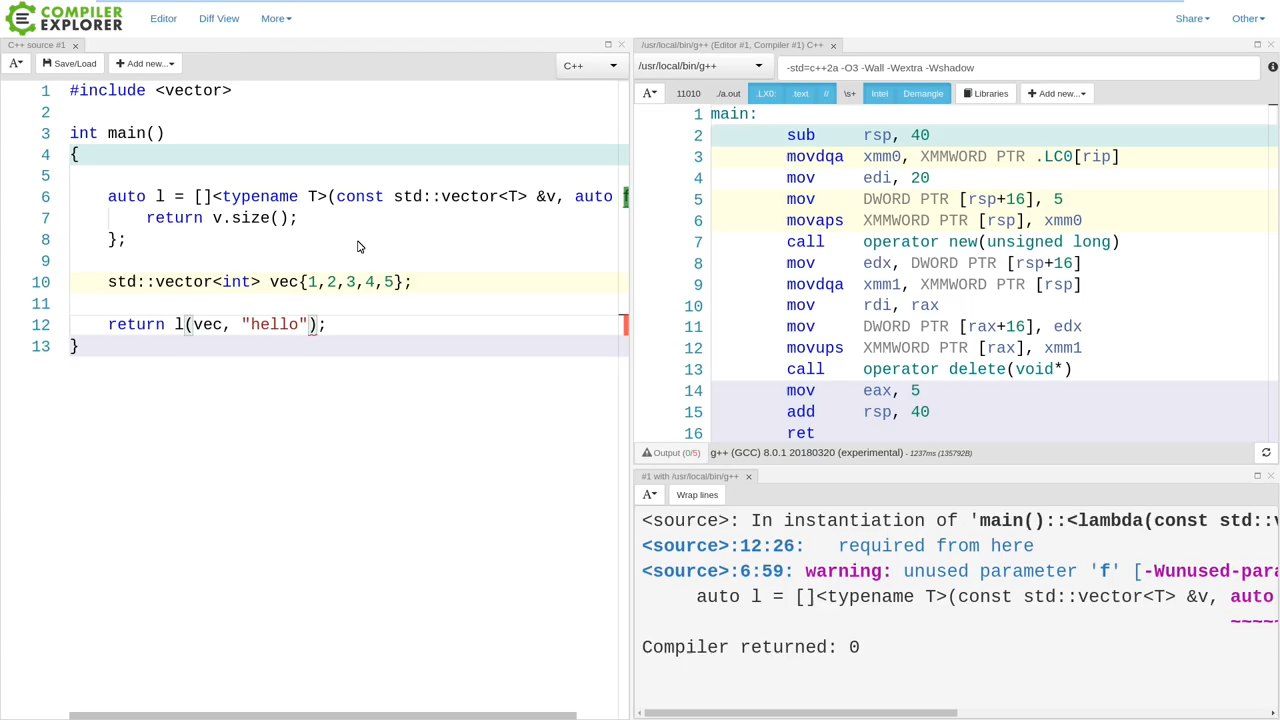 COMPILER
EXPLORER
Editor
Diff View
More
Share
Other
C++ source #1
A
Save/Load
Add new...
C++
1 #include <vector>
2
3 int main()
4 {
5
6 auto l = []<typename T>(const std::vector<T> &v, auto f
7 return v.size();
8 };
9
10 std::vector<int> vec{1,2,3,4,5};
11
12 return l(vec, "hello");
13 }
/usr/local/bin/g++ (Editor #1, Compiler #1) C++
/usr/local/bin/g++
-std=c++2a -O3 -Wall -Wextra -Wshadow
A
11010
./a.out
.LX0:
.text
//
\s+
Intel
Demangle
Libraries
Add new...
1 main:
2 sub rsp, 40
3 movdqa xmm0, XMMWORD PTR .LC0[rip]
4 mov edi, 20
5 mov DWORD PTR [rsp+16], 5
6 movaps XMMWORD PTR [rsp], xmm0
7 call operator new(unsigned long)
8 mov edx, DWORD PTR [rsp+16]
9 movdqa xmm1, XMMWORD PTR [rsp]
10 mov rdi, rax
11 mov DWORD PTR [rax+16], edx
12 movups XMMWORD PTR [rax], xmm1
13 call operator delete(void*)
14 mov eax, 5
15 add rsp, 40
16 ret
Output (0/5)
g++ (GCC) 8.0.1 20180320 (experimental) - 1237ms (135792B)
#1 with /usr/local/bin/g++
A
Wrap lines
<source>: In instantiation of 'main()::<lambda(const std::v
<source>:12:26: required from here
<source>:6:59: warning: unused parameter 'f' [-Wunused-para
auto l = []<typename T>(const std::vector<T> &v, auto
~~~~~
Compiler returned: 0